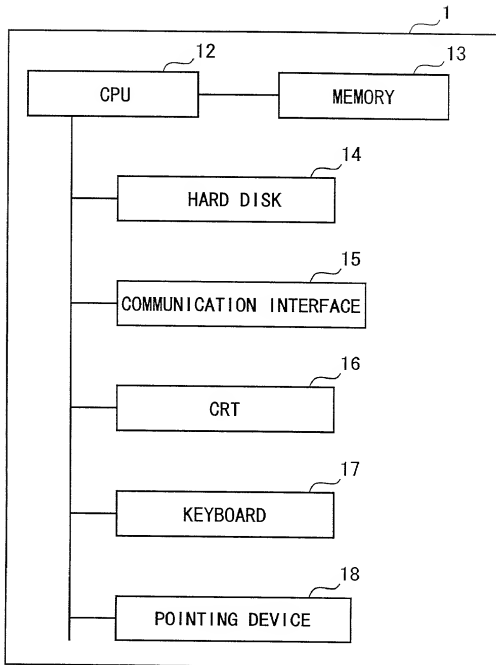 1
12
13
CPU
MEMORY
14
HARD DISK
15
COMMUNICATION INTERFACE
16
CRT
17
KEYBOARD
18
POINTING DEVICE